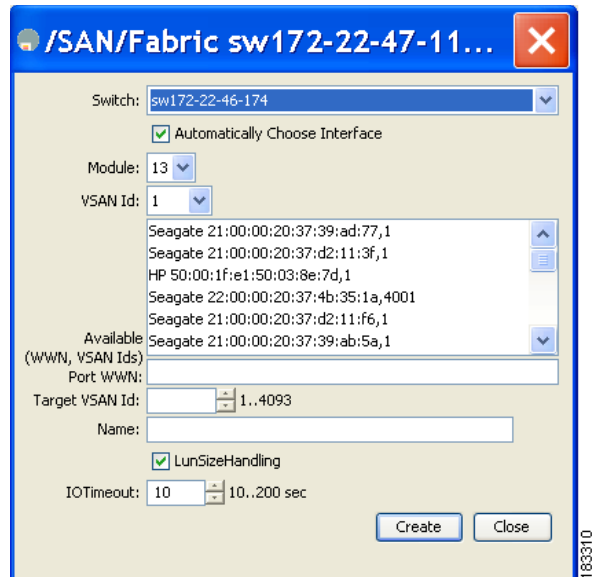 /SAN/Fabric sw172-22-47-11...
Switch: sw172-22-46-174
Automatically Choose Interface
Module: 13
VSAN Id: 1
Seagate 21:00:00:20:37:39:ad:77,1
Seagate 21:00:00:20:37:d2:11:3f,1
HP 50:00:1f:e1:50:03:8e:7d,1
Seagate 22:00:00:20:37:4b:35:1a,4001
Seagate 21:00:00:20:37:d2:11:f6,1
Available Seagate 21:00:00:20:37:39:ab:5a,1
(WWN, VSAN Ids)
Port WWN:
Target VSAN Id: 1..4093
Name:
LunSizeHandling
IOTimeout: 10 10..200 sec
Create Close
183310